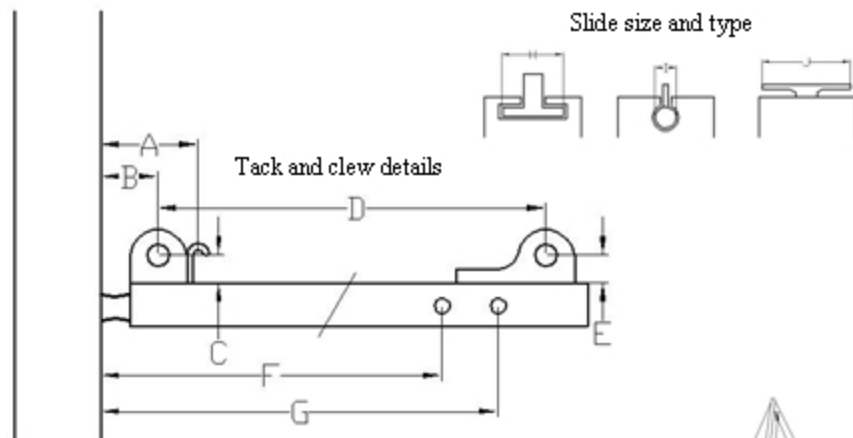 Slide size and type
H
I
J
A
Tack and clew details
B
D
C
E
F
G